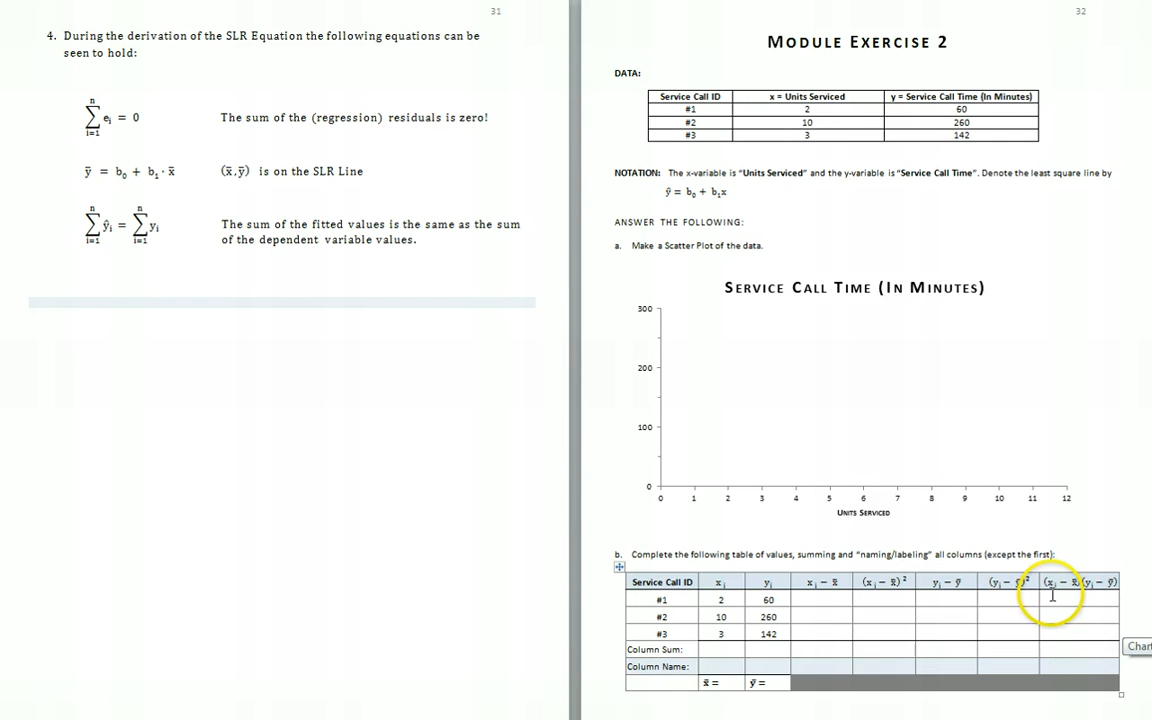 31
4. During the derivation of the SLR Equation the following equations can be
seen to hold:
n
∑ eᵢ = 0    The sum of the (regression) residuals is zero!
i=1
ȳ = b₀ + b₁ · x̄    (x̄,ȳ) is on the SLR Line
n n
∑ ŷᵢ = ∑ yᵢ    The sum of the fitted values is the same as the sum
i=1 i=1    of the dependent variable values.
32
MODULE EXERCISE 2
DATA:
Service Call ID    x = Units Serviced    y = Service Call Time (In Minutes)
#1    2    60
#2    10    260
#3    3    142
NOTATION: The x-variable is "Units Serviced" and the y-variable is "Service Call Time". Denote the least square line by
ŷ = b₀ + b₁x
ANSWER THE FOLLOWING:
a. Make a Scatter Plot of the data.
SERVICE CALL TIME (IN MINUTES)
300
200
100
0
0 1 2 3 4 5 6 7 8 9 10 11 12
UNITS SERVICED
b. Complete the following table of values, summing and "naming/labeling" all columns (except the first):
Service Call ID    xᵢ    yᵢ    xᵢ − x̄    (xᵢ − x̄)²    yᵢ − ȳ    (yᵢ − ȳ)²    (xᵢ − x̄)(yᵢ − ȳ)
#1    2    60
#2    10    260
#3    3    142
Column Sum:
Column Name:
x̄ =    ȳ =
Chart